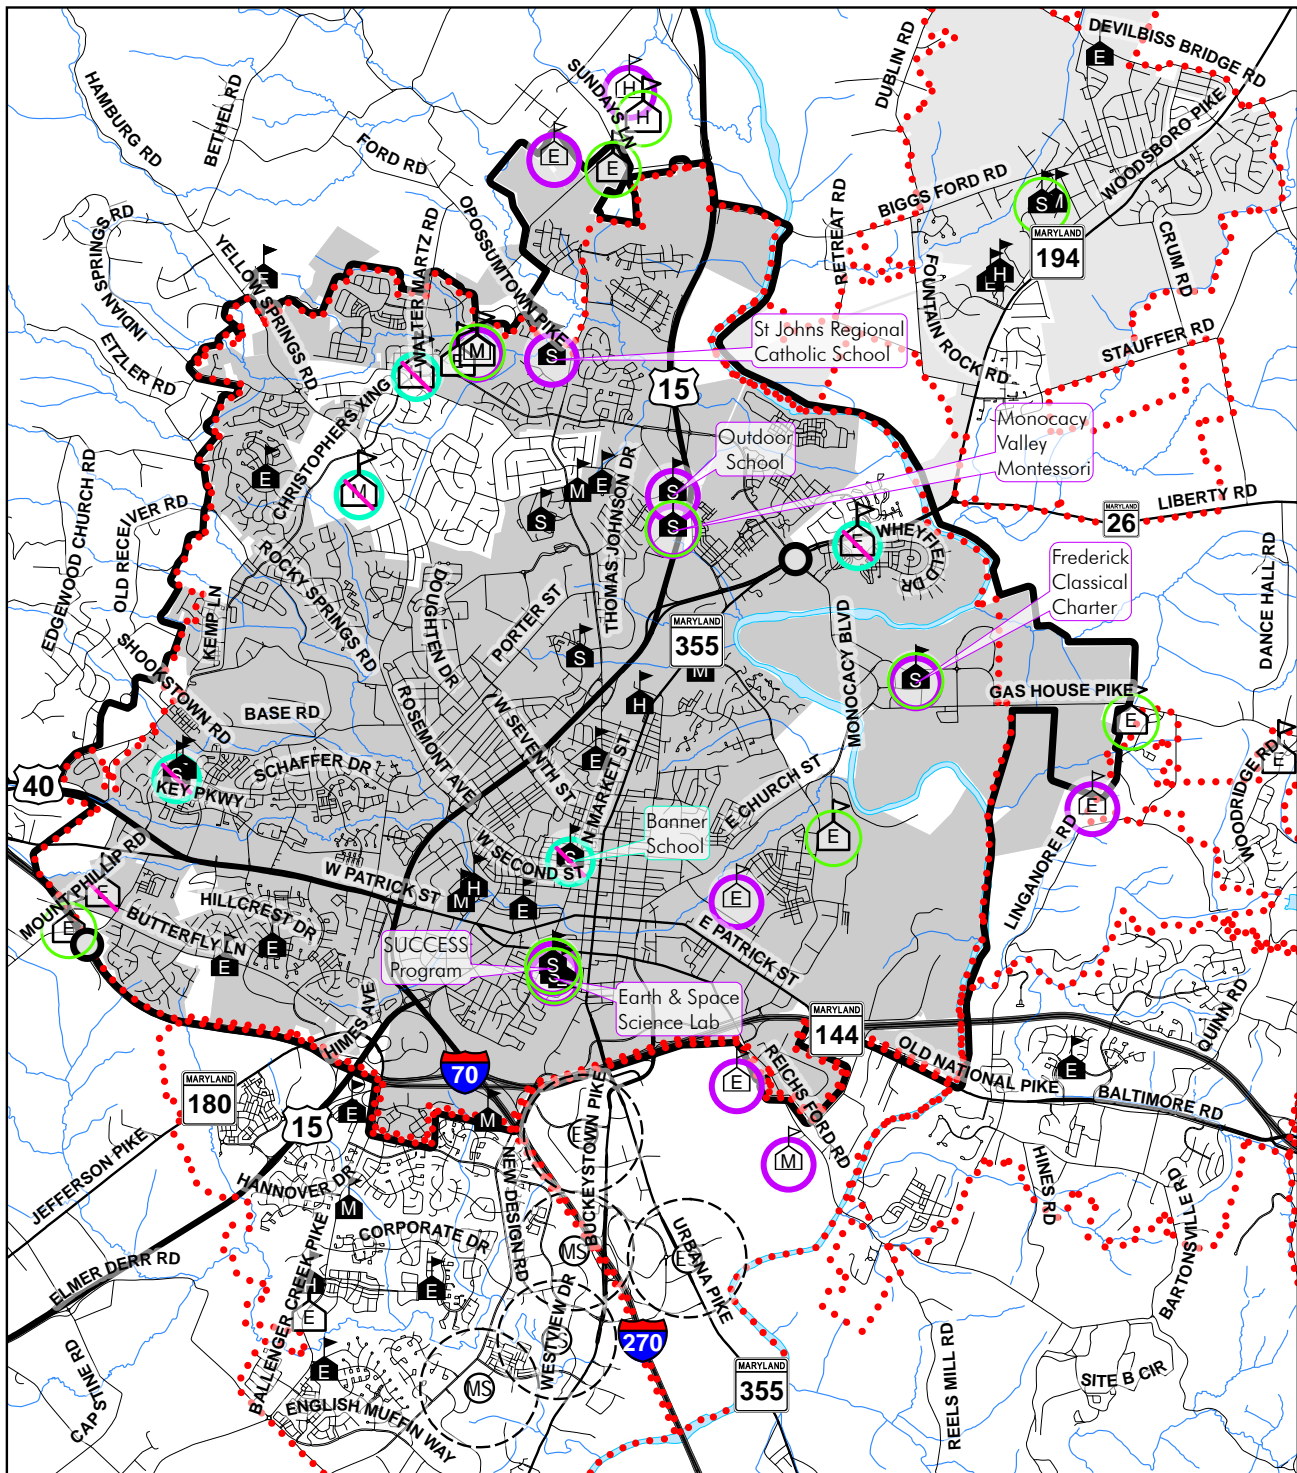 DEVILBISS BRIDGE RD
E
DUBLIN RD
SUNDAYS LN
H
H
HAMBURG RD
BETHEL RD
FORD RD
E
E
WOODSBORO PIKE
BIGGS FORD RD
S
M
OPOSSUMTOWN PIKE
RETREAT RD
MARYLAND
194
CRUM RD
INDIAN SPRINGS RD
YELLOW SPRINGS RD
WALTER MARTZ RD
E
FOUNTAIN ROCK RD
E
H
ETZLER RD
M
S
St Johns Regional
Catholic School
STAUFFER RD
CHRISTOPHERS XING
H
15
Monocacy
Valley
Montessori
Outdoor
School
EDGEWOOD CHURCH RD
OLD RECEIVER RD
E
M
M
E
S
S
S
THOMAS JOHNSON DR
LIBERTY RD
MARYLAND
26
DANCE HALL RD
E
WHEYFIELD DR
KEMP LN
ROCKY SPRINGS RD
DOUGHTEN DR
PORTER ST
MARYLAND
355
Frederick
Classical
Charter
SHOOKSTOWN RD
S
M
MONOCACY BLVD
S
GAS HOUSE PIKE
E
BASE RD
ROSEMONT AVE
W SEVENTH ST
H
N MARKET ST
E
SCHAFFER DR
40
S
KEY PKWY
E CHURCH ST
E
WOODRIDGE RD
E
E
LINGANORE RD
Banner
School
S
W SECOND ST
E
MOUNT PHILLIP RD
E
W PATRICK ST
H
M
E
HILLCREST DR
BUTTERFLY LN
E
E
E
SUCCESS
Program
S
S
E PATRICK ST
Earth & Space
Science Lab
MARYLAND
144
QUINN RD
HIMES AVE
OLD NATIONAL PIKE
REICHS FORD RD
70
E
E
BALTIMORE RD
MARYLAND
180
15
E
M
BUCKEYSTOWN PIKE
E
M
JEFFERSON PIKE
HANNOVER DR
NEW DESIGN RD
HINES RD
BARTONSVILLE RD
M
CORPORATE DR
URBANA PIKE
MS
ES
ELMER DERR RD
BALLENGER CREEK PIKE
H
E
E
WESTVIEW DR
270
CAP STINE RD
E
MS
MARYLAND
355
REELS MILL RD
SITE B CIR
ENGLISH MUFFIN WAY